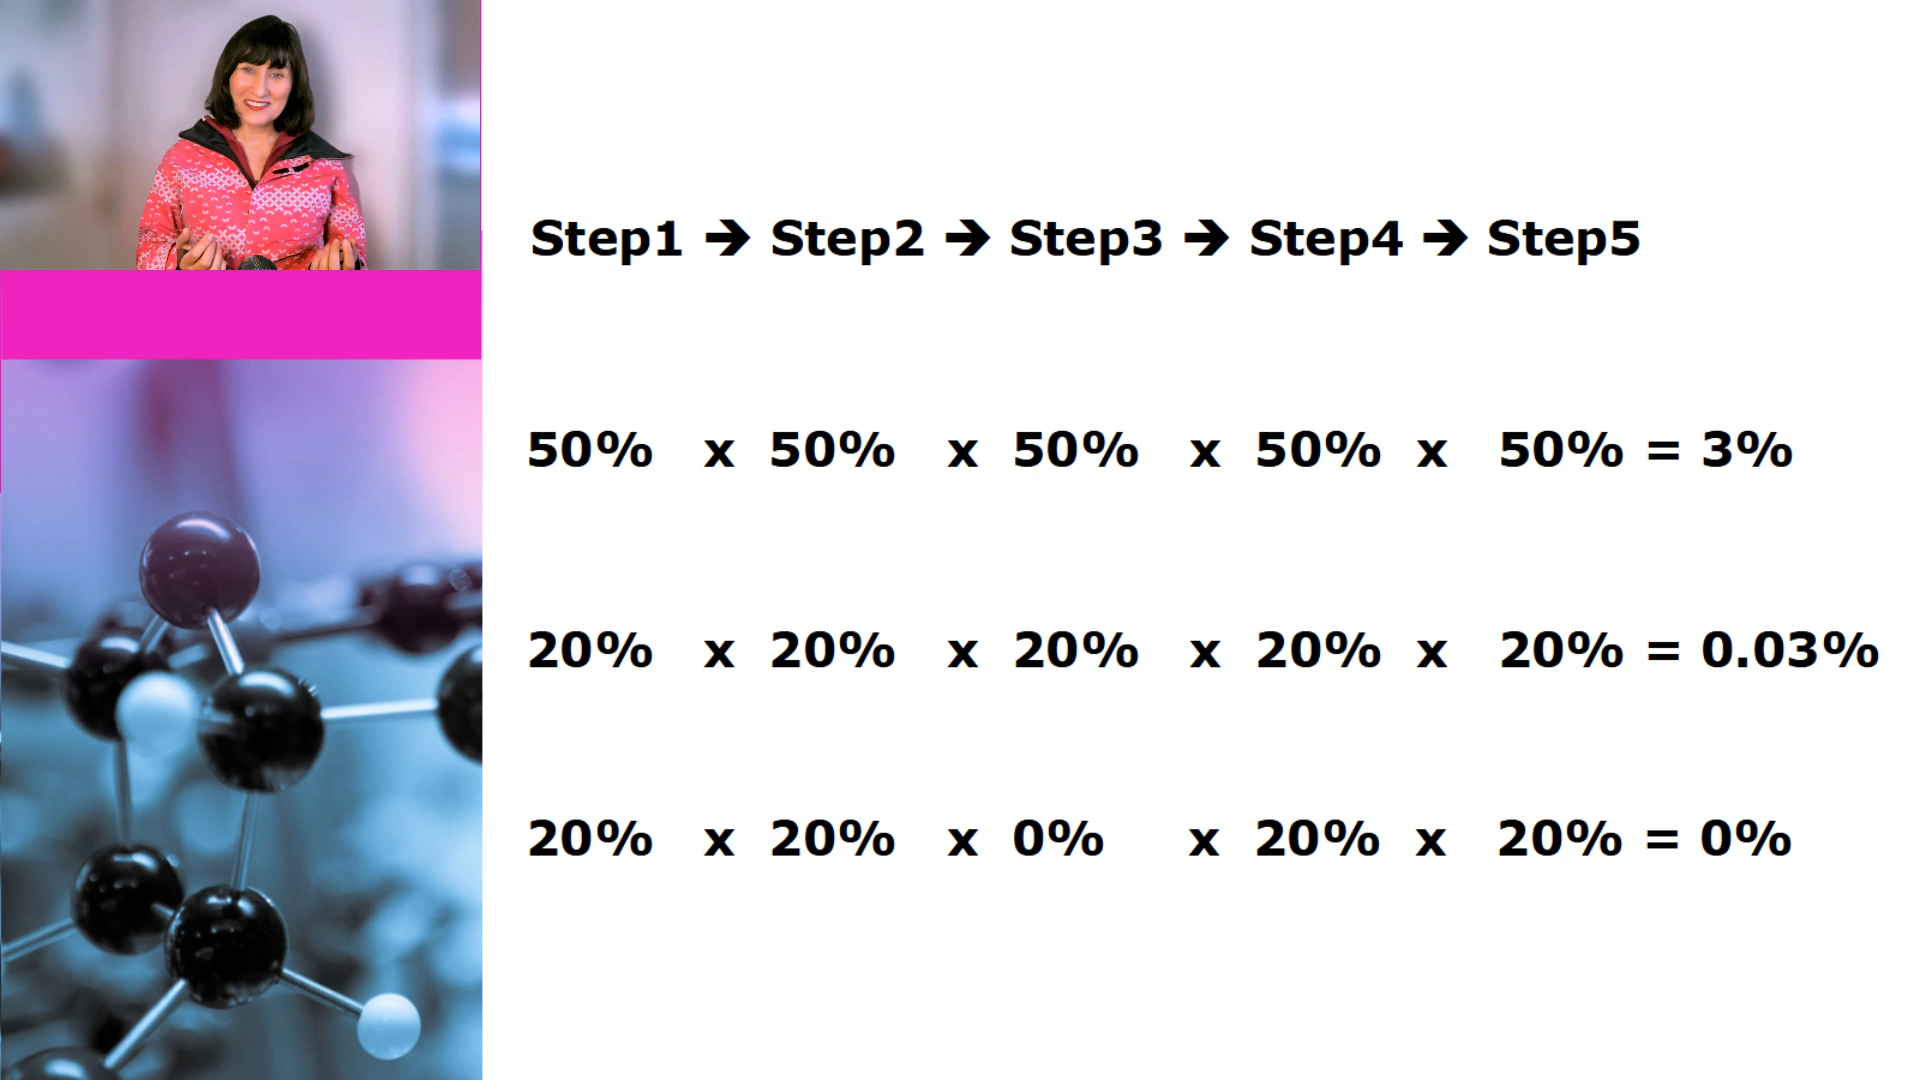 Step1 ➔ Step2 ➔ Step3 ➔ Step4 ➔ Step5
50% x 50% x 50% x 50% x 50% = 3%
20% x 20% x 20% x 20% x 20% = 0.03%
20% x 20% x 0% x 20% x 20% = 0%